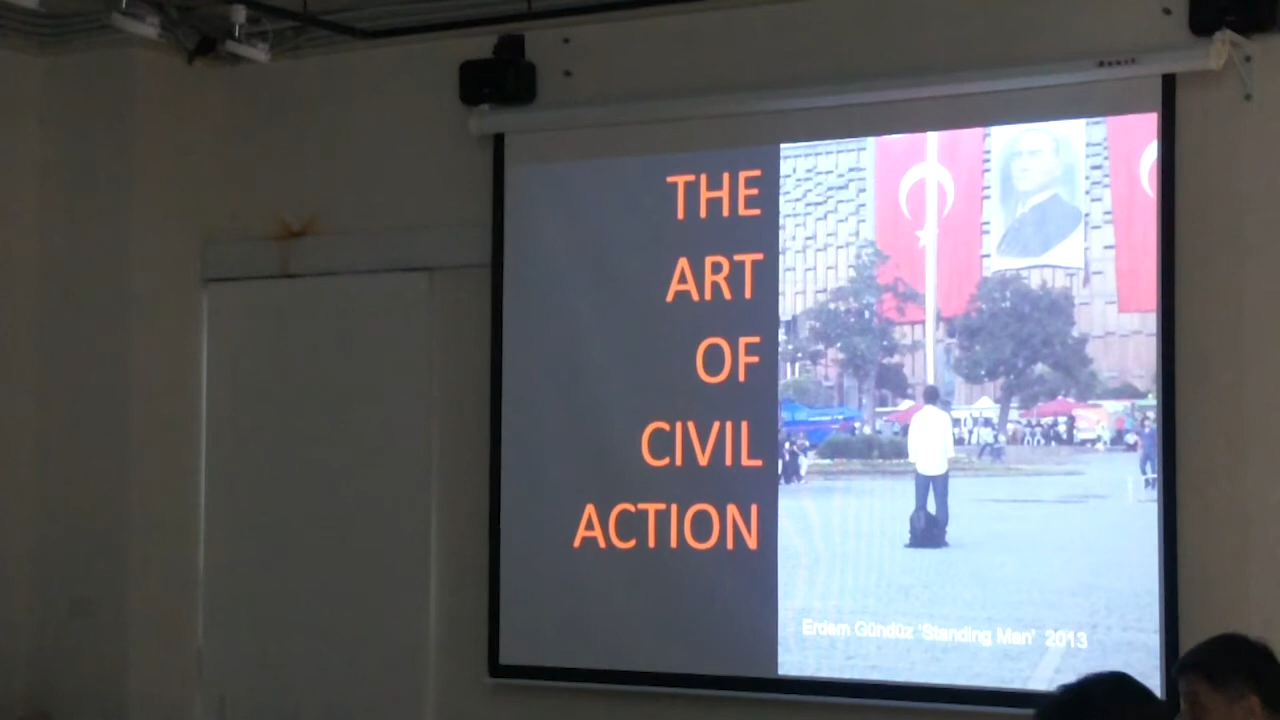 THE
ART
OF
CIVIL
ACTION
Erdem Gündüz 'Standing Man' 2013